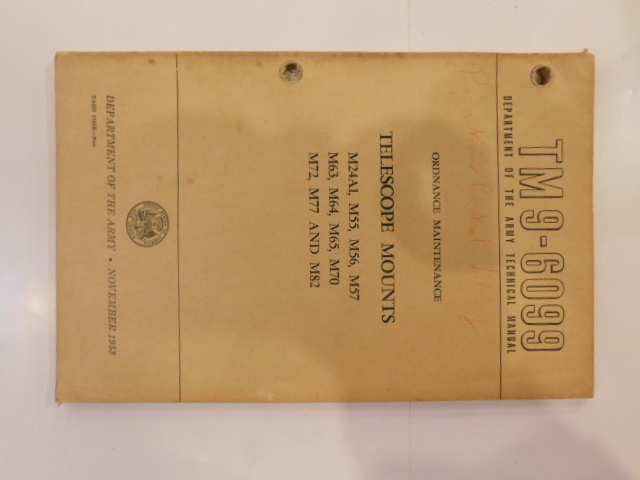 TM 9-6099
DEPARTMENT OF THE ARMY TECHNICAL MANUAL
ORDNANCE MAINTENANCE
TELESCOPE MOUNTS
M24A1, M55, M56, M57
M63, M64, M65, M70
M72, M77 AND M82
DEPARTMENT OF THE ARMY • NOVEMBER 1953